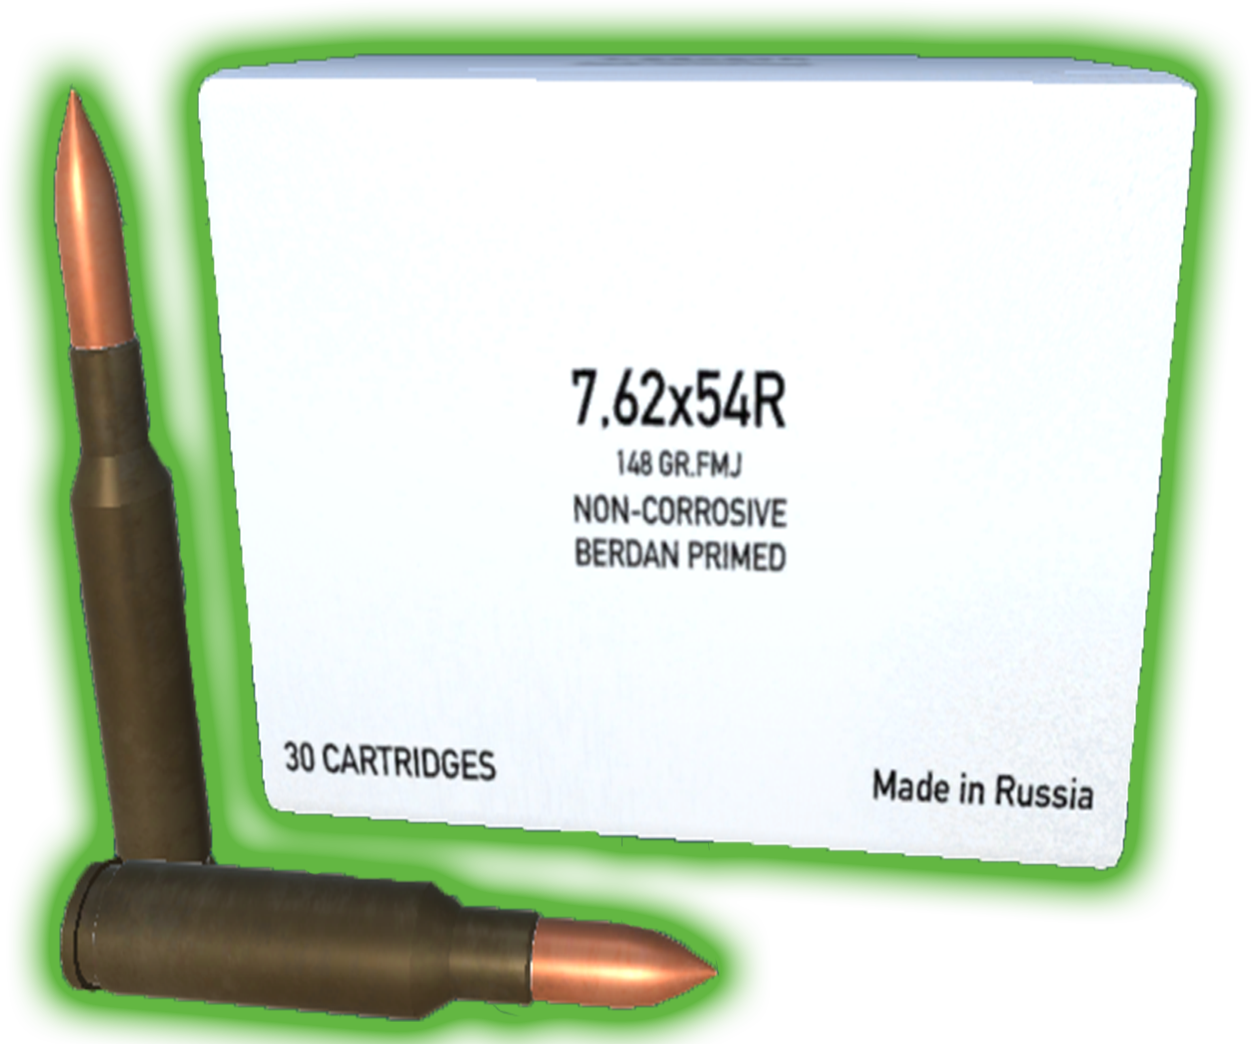 7,62x54R
148 GR.FMJ
NON-CORROSIVE
BERDAN PRIMED
30 CARTRIDGES
Made in Russia